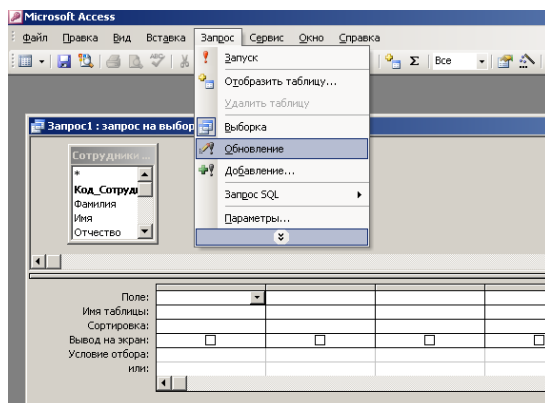 Microsoft Access
Файл Правка Вид Вставка Запрос Сервис Окно Справка
Все
Запуск
Отобразить таблицу...
Удалить таблицу
Выборка
Обновление
Добавление...
Запрос SQL
Параметры...
Запрос1 : запрос на выбор
Сотрудники ...
*
Код_Сотруд
Фамилия
Имя
Отчество
Поле:
Имя таблицы:
Сортировка:
Вывод на экран:
Условие отбора:
или: